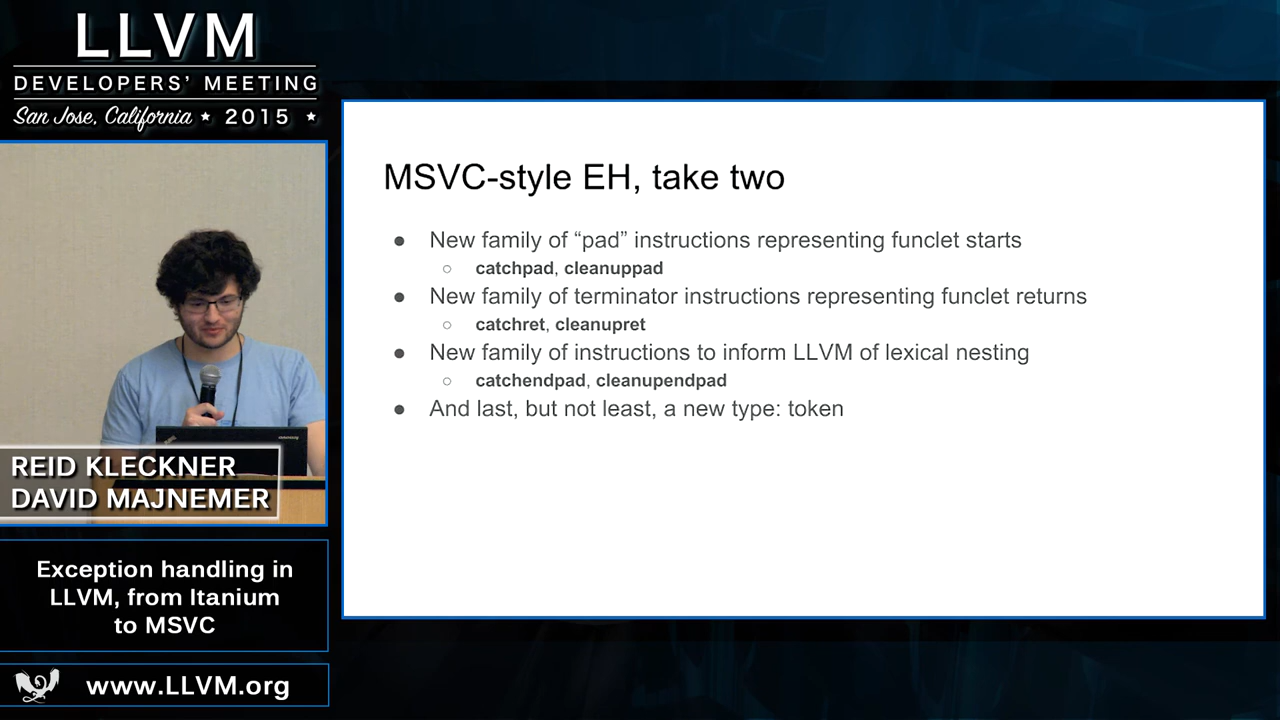 LLVM
DEVELOPERS' MEETING
San Jose, California ★ 2015 ★
MSVC-style EH, take two
● New family of “pad” instructions representing funclet starts
○ catchpad, cleanuppad
● New family of terminator instructions representing funclet returns
○ catchret, cleanupret
● New family of instructions to inform LLVM of lexical nesting
○ catchendpad, cleanupendpad
● And last, but not least, a new type: token
REID KLECKNER
DAVID MAJNEMER
Exception handling in
LLVM, from Itanium
to MSVC
www.LLVM.org